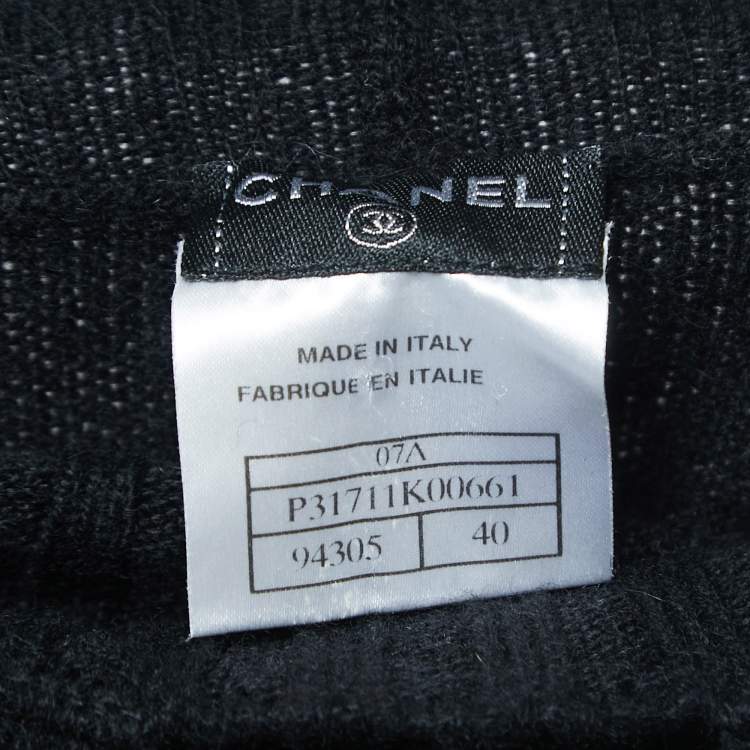 CHANEL
MADE IN ITALY
FABRIQUE EN ITALIE
07A
P31711K00661
94305 40